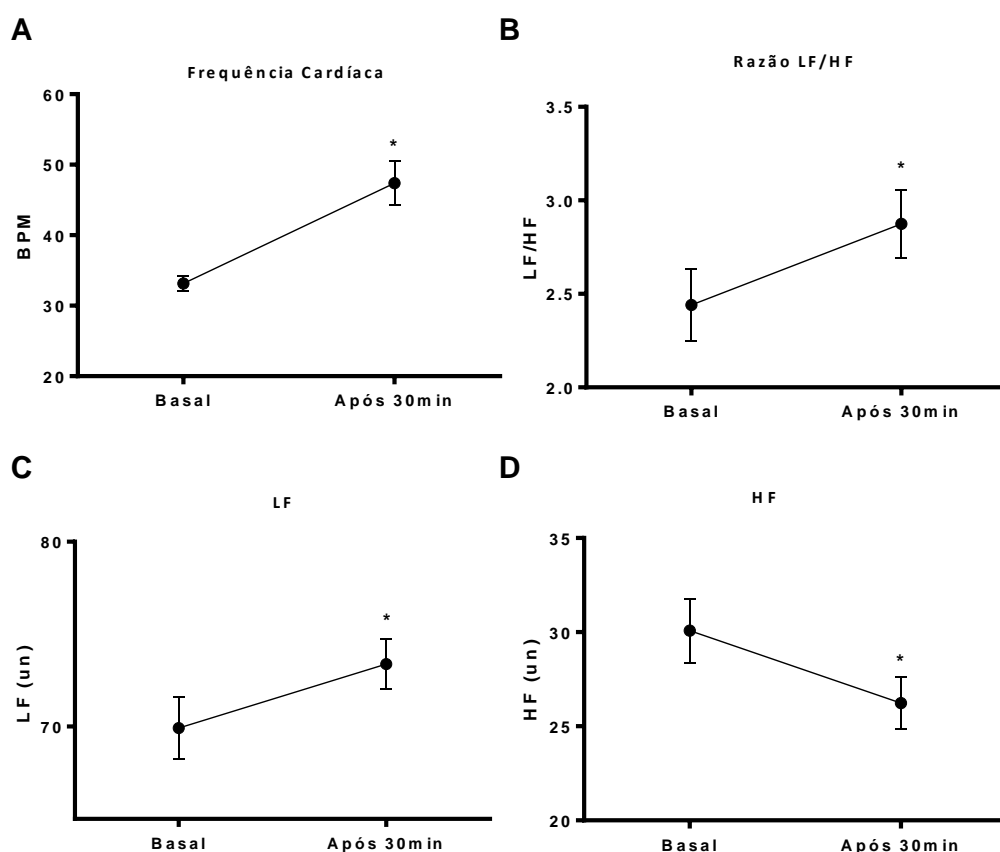 A
Frequência Cardíaca
60
50
40
30
20
BPM
*
Basal
Após 30min
B
Razão LF/HF
3.5
3.0
2.5
2.0
LF/HF
*
Basal
Após 30min
C
LF
80
70
LF (un)
*
Basal
Após 30min
D
HF
35
30
25
20
HF (un)
*
Basal
Após 30min